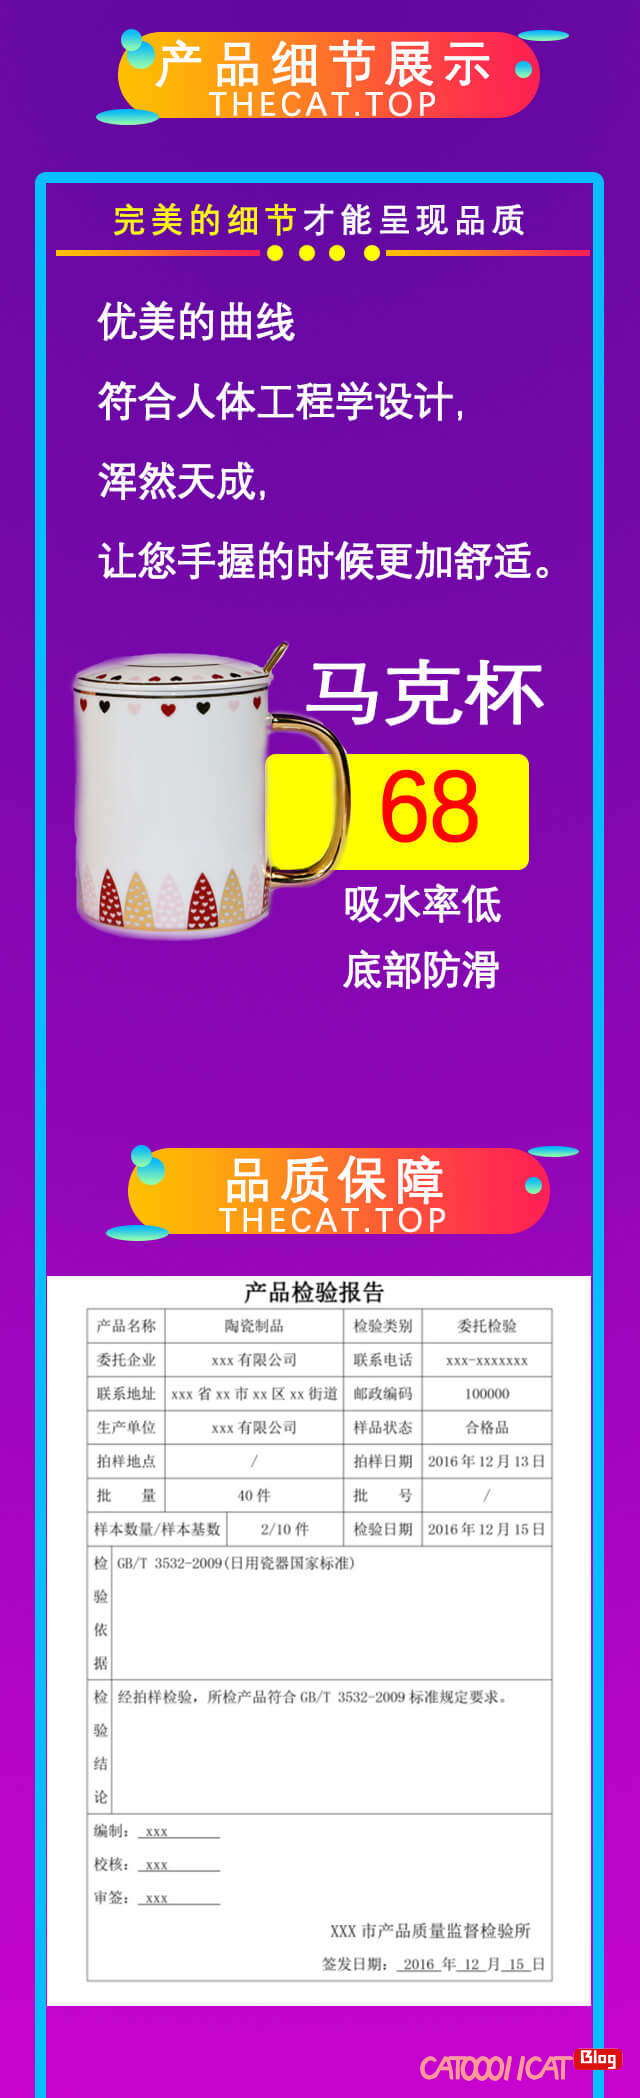 产品细节展示
THECAT.TOP
完美的细节才能呈现品质
优美的曲线
符合人体工程学设计,
浑然天成,
让您手握的时候更加舒适。
马克杯
68
吸水率低
底部防滑
品质保障
THECAT.TOP
产品检验报告
产品名称 陶瓷制品 检验类别 委托检验
委托企业 xxx 有限公司 联系电话 xxx-xxxxxxx
联系地址 xxx 省 xx 市 xx 区 xx 街道 邮政编码 100000
生产单位 xxx 有限公司 样品状态 合格品
拍样地点 / 拍样日期 2016 年 12 月 13 日
批 量 40 件 批 号 /
样本数量/样本基数 2/10 件 检验日期 2016 年 12 月 15 日
检验依据 GB/T 3532-2009(日用瓷器国家标准)
检验结论 经拍样检验，所检产品符合 GB/T 3532-2009 标准规定要求。
编制： xxx
校核： xxx
审签： xxx
XXX 市产品质量监督检验所
签发日期： 2016 年 12 月 15 日
CATOOOI ICAT Blog